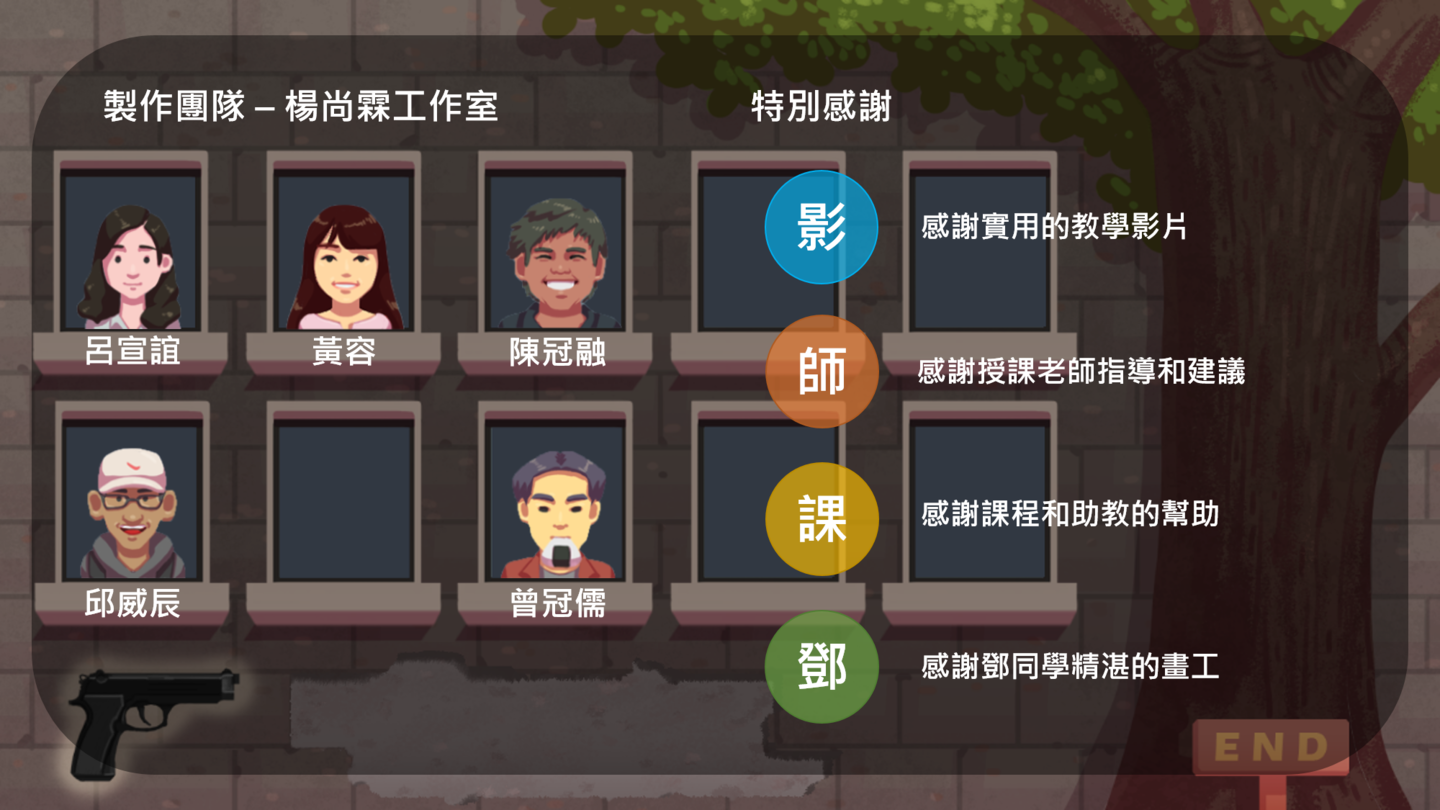 製作團隊 – 楊尚霖工作室
呂宣誼
黃容
陳冠融
邱威辰
曾冠儒
特別感謝
影
感謝實用的教學影片
師
感謝授課老師指導和建議
課
感謝課程和助教的幫助
鄧
感謝鄧同學精湛的畫工
END